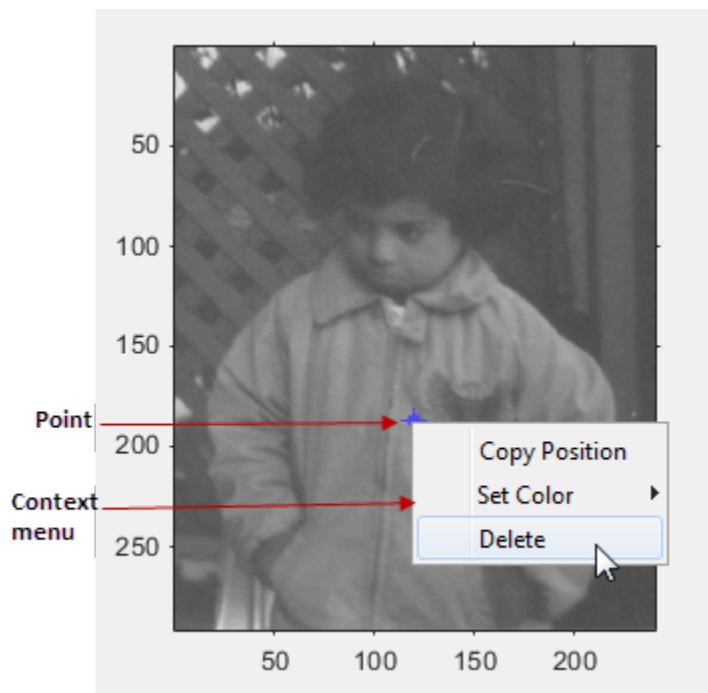 50
100
150
Point
200
Copy Position
Set Color
Context
menu
Delete
250
50 100 150 200